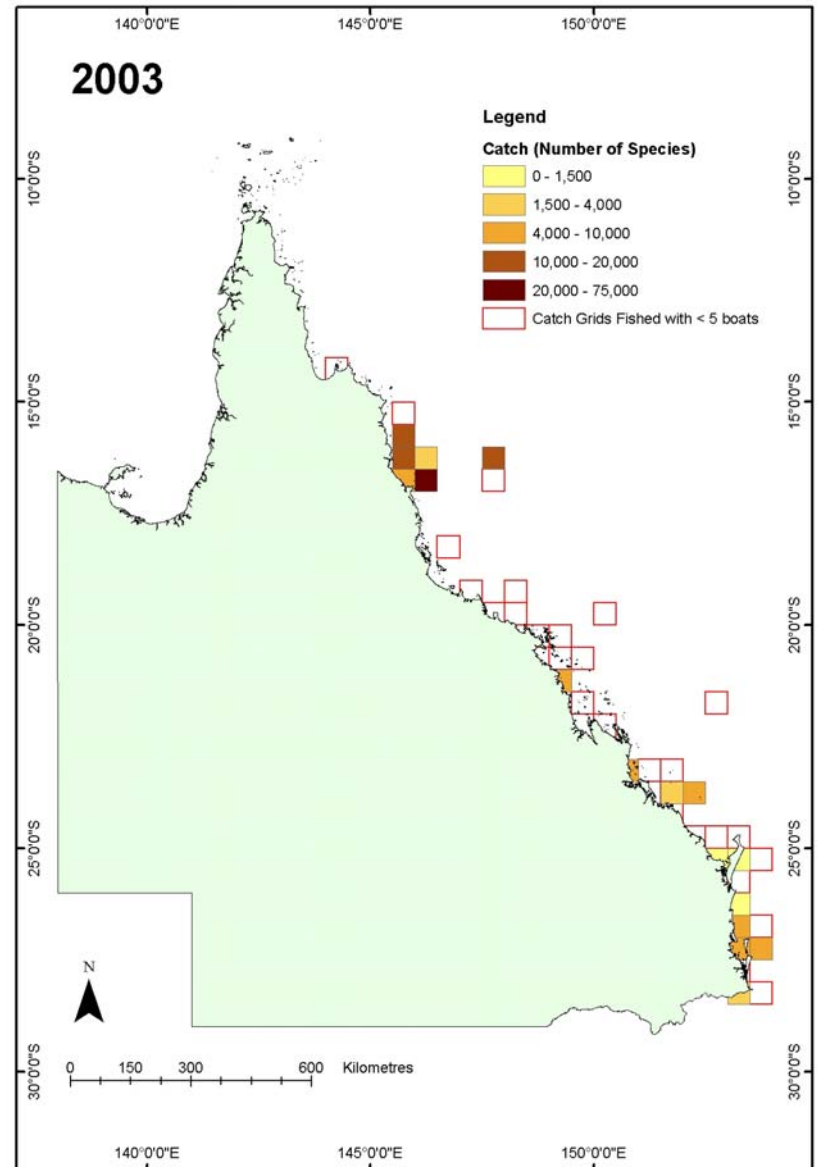 140°0'0"E 145°0'0"E 150°0'0"E
2003
Legend
Catch (Number of Species)
0 - 1,500
1,500 - 4,000
4,000 - 10,000
10,000 - 20,000
20,000 - 75,000
Catch Grids Fished with < 5 boats
10°0'0"S 10°0'0"S
15°0'0"S 15°0'0"S
20°0'0"S 20°0'0"S
25°0'0"S 25°0'0"S
N
0 150 300 600 Kilometres
30°0'0"S 30°0'0"S
140°0'0"E 145°0'0"E 150°0'0"E